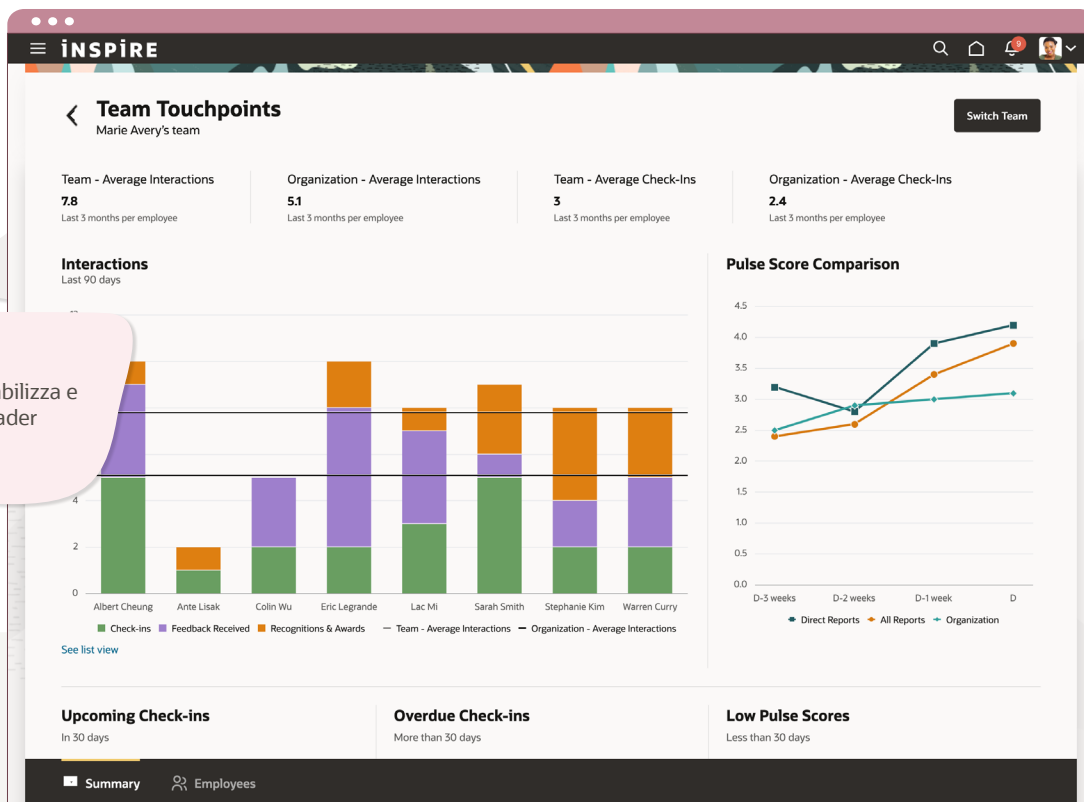 iNSPiRE
9
Team Touchpoints
Marie Avery's team
Switch Team
Team - Average Interactions
7.8
Last 3 months per employee
Organization - Average Interactions
5.1
Last 3 months per employee
Team - Average Check-Ins
3
Last 3 months per employee
Organization - Average Check-Ins
2.4
Last 3 months per employee
Interactions
Last 90 days
4
2
0
Albert Cheung Ante Lisak Colin Wu Eric Legrande Lac Mi Sarah Smith Stephanie Kim Warren Curry
Check-ins Feedback Received Recognitions & Awards Team - Average Interactions Organization - Average Interactions
See list view
Pulse Score Comparison
4.5
4.0
3.5
3.0
2.5
2.0
1.5
1.0
0.5
0.0
D-3 weeks D-2 weeks D-1 week D
Direct Reports All Reports Organization
Upcoming Check-ins
In 30 days
Overdue Check-ins
More than 30 days
Low Pulse Scores
Less than 30 days
Summary Employees